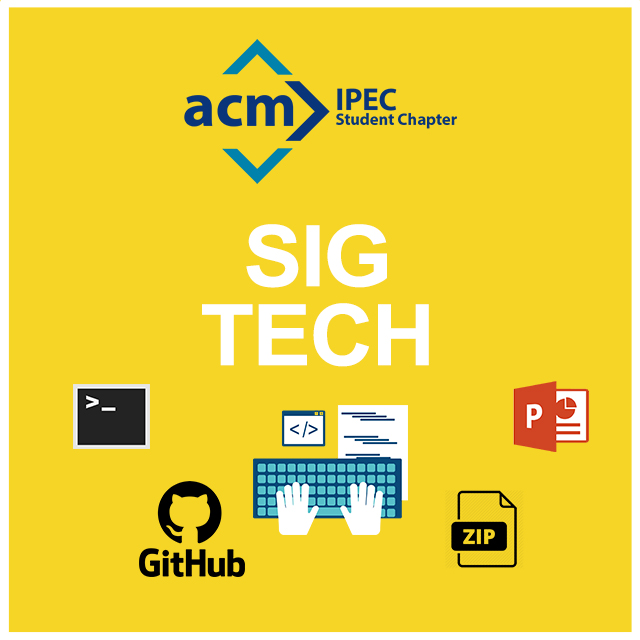 acm
IPEC
Student Chapter
SIG
TECH
>_
</>
P
GitHub
ZIP